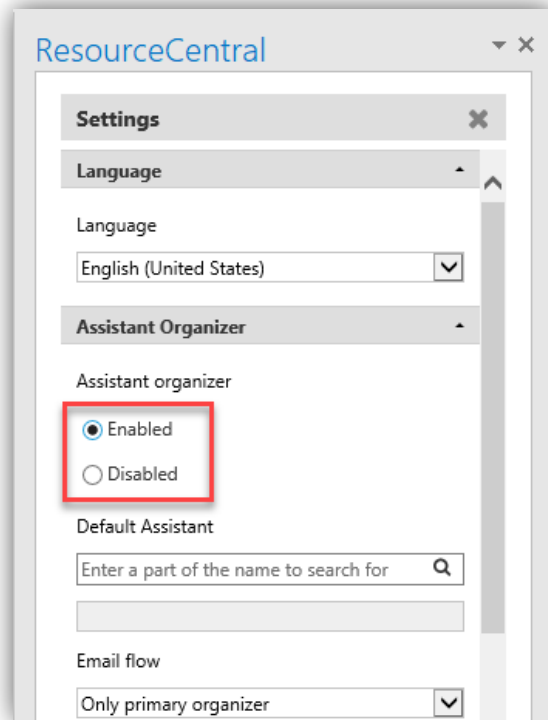 ResourceCentral
Settings
Language
Language
English (United States)
Assistant Organizer
Assistant organizer
Enabled
Disabled
Default Assistant
Enter a part of the name to search for
Email flow
Only primary organizer